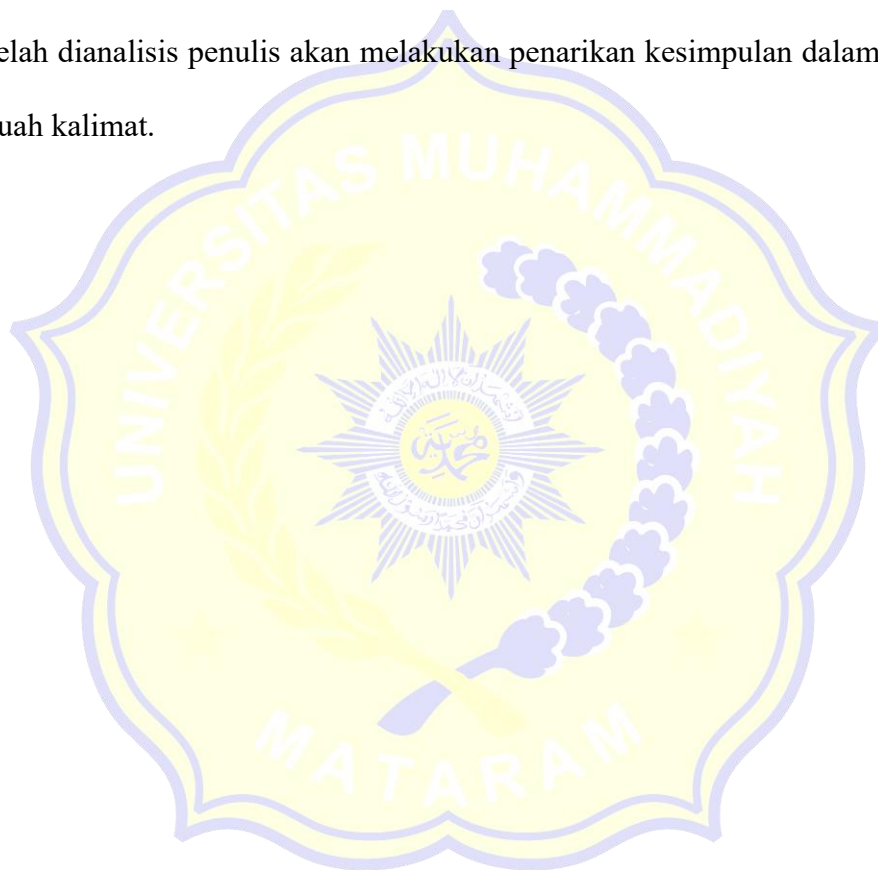 elah dianalisis penulis akan melakukan penarikan kesimpulan dalam
uah kalimat.
UNIVERSITAS MUHAMMADIYAH
MATARAM